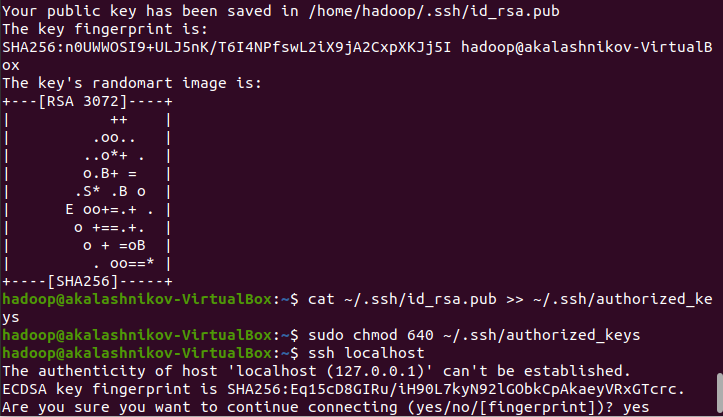 Your public key has been saved in /home/hadoop/.ssh/id_rsa.pub
The key fingerprint is:
SHA256:n0UWWOSI9+ULJ5nK/T6I4NPfswL2iX9jA2CxpXKJj5I hadoop@akalashnikov-VirtualB
ox
The key's randomart image is:
+---[RSA 3072]----+
|            ++    |
|          .oo..   |
|         ..o*+ .  |
|         o.B+ =   |
|        .S* .B o  |
|       E oo+=.+ . |
|        o +==.+.  |
|         o + =oB  |
|          . oo==* |
+----[SHA256]-----+
hadoop@akalashnikov-VirtualBox:~$ cat ~/.ssh/id_rsa.pub >> ~/.ssh/authorized_ke
ys
hadoop@akalashnikov-VirtualBox:~$ sudo chmod 640 ~/.ssh/authorized_keys
hadoop@akalashnikov-VirtualBox:~$ ssh localhost
The authenticity of host 'localhost (127.0.0.1)' can't be established.
ECDSA key fingerprint is SHA256:Eq15cD8GIRu/iH90L7kyN92lGObkCpAkaeyVRxGTcrc.
Are you sure you want to continue connecting (yes/no/[fingerprint])? yes